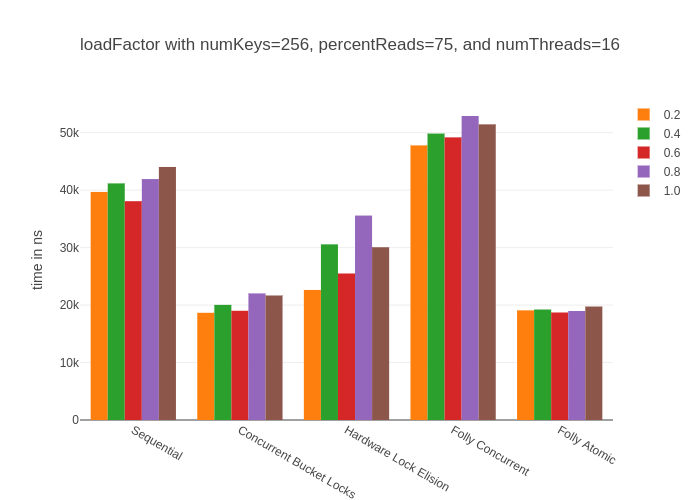 loadFactor with numKeys=256, percentReads=75, and numThreads=16
0.2
0.4
0.6
0.8
1.0
time in ns
50k
40k
30k
20k
10k
0
Sequential
Concurrent Bucket Locks
Hardware Lock Elision
Folly Concurrent
Folly Atomic